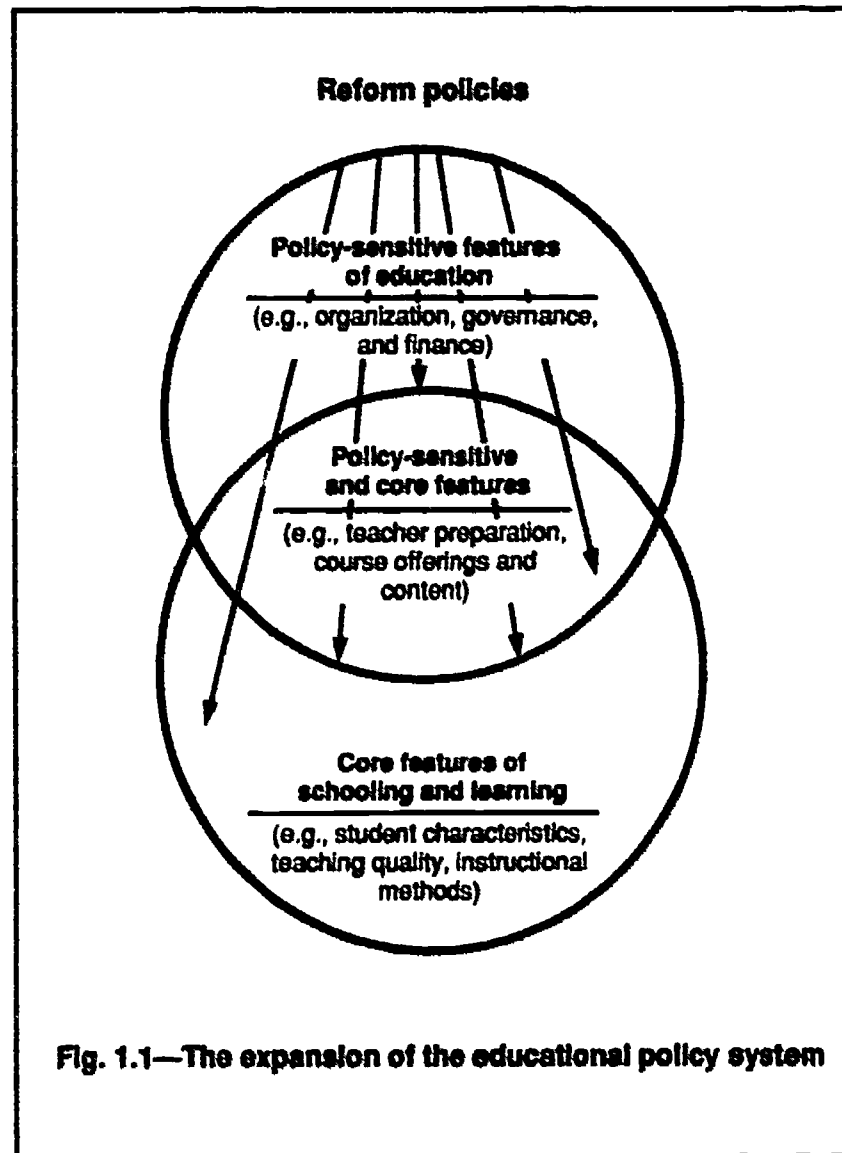 Reform policies
Policy-sensitive features
of education
(e.g., organization, governance,
and finance)
Policy-sensitive
and core features
(e.g., teacher preparation,
course offerings and
content)
Core features of
schooling and learning
(e.g., student characteristics,
teaching quality, instructional
methods)
Fig. 1.1—The expansion of the educational policy system